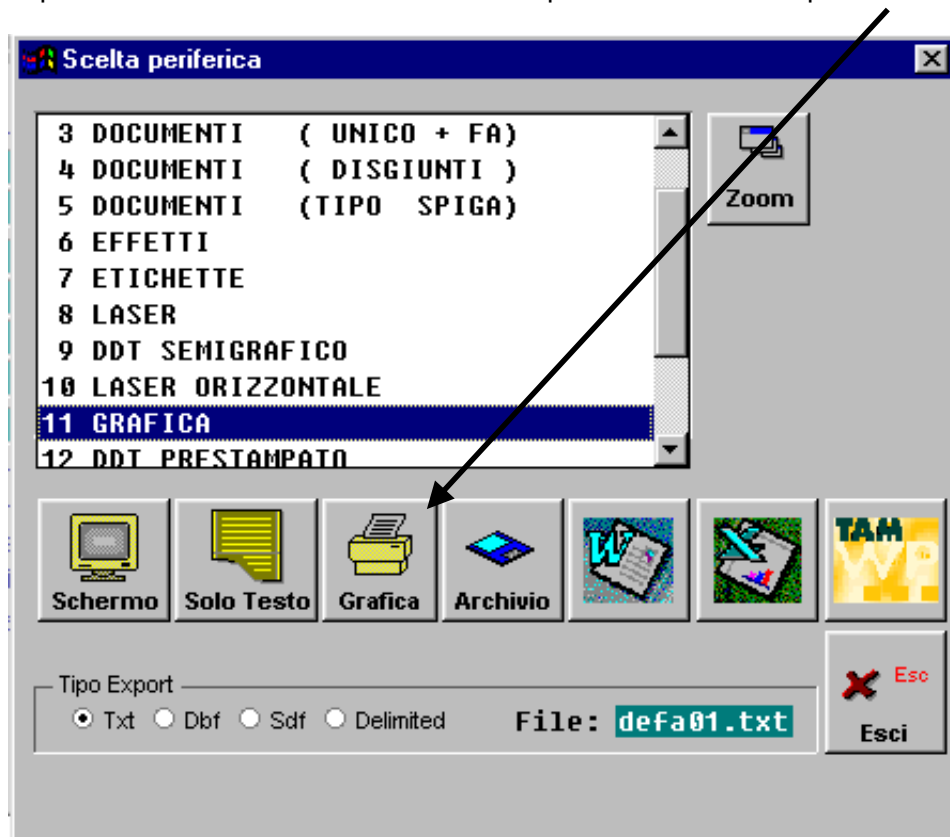 Scelta periferica
3 DOCUMENTI ( UNICO + FA)
4 DOCUMENTI ( DISGIUNTI )
5 DOCUMENTI (TIPO SPIGA)
6 EFFETTI
7 ETICHETTE
8 LASER
9 DDT SEMIGRAFICO
10 LASER ORIZZONTALE
11 GRAFICA
12 DDT PRESTAMPATO
Zoom
Schermo
Solo Testo
Grafica
Archivio
TAM
WP
Tipo Export
Txt Dbf Sdf Delimited
File: defa01.txt
Esc
Esci